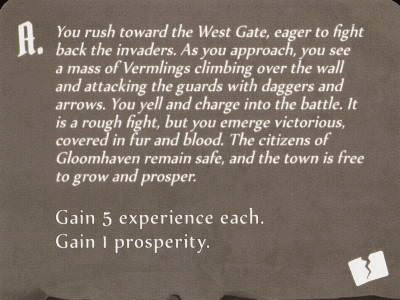 A. You rush toward the West Gate, eager to fight
back the invaders. As you approach, you see
a mass of Vermlings climbing over the wall
and attacking the guards with daggers and
arrows. You yell and charge into the battle. It
is a rough fight, but you emerge victorious,
covered in fur and blood. The citizens of
Gloomhaven remain safe, and the town is free
to grow and prosper.
Gain 5 experience each.
Gain 1 prosperity.